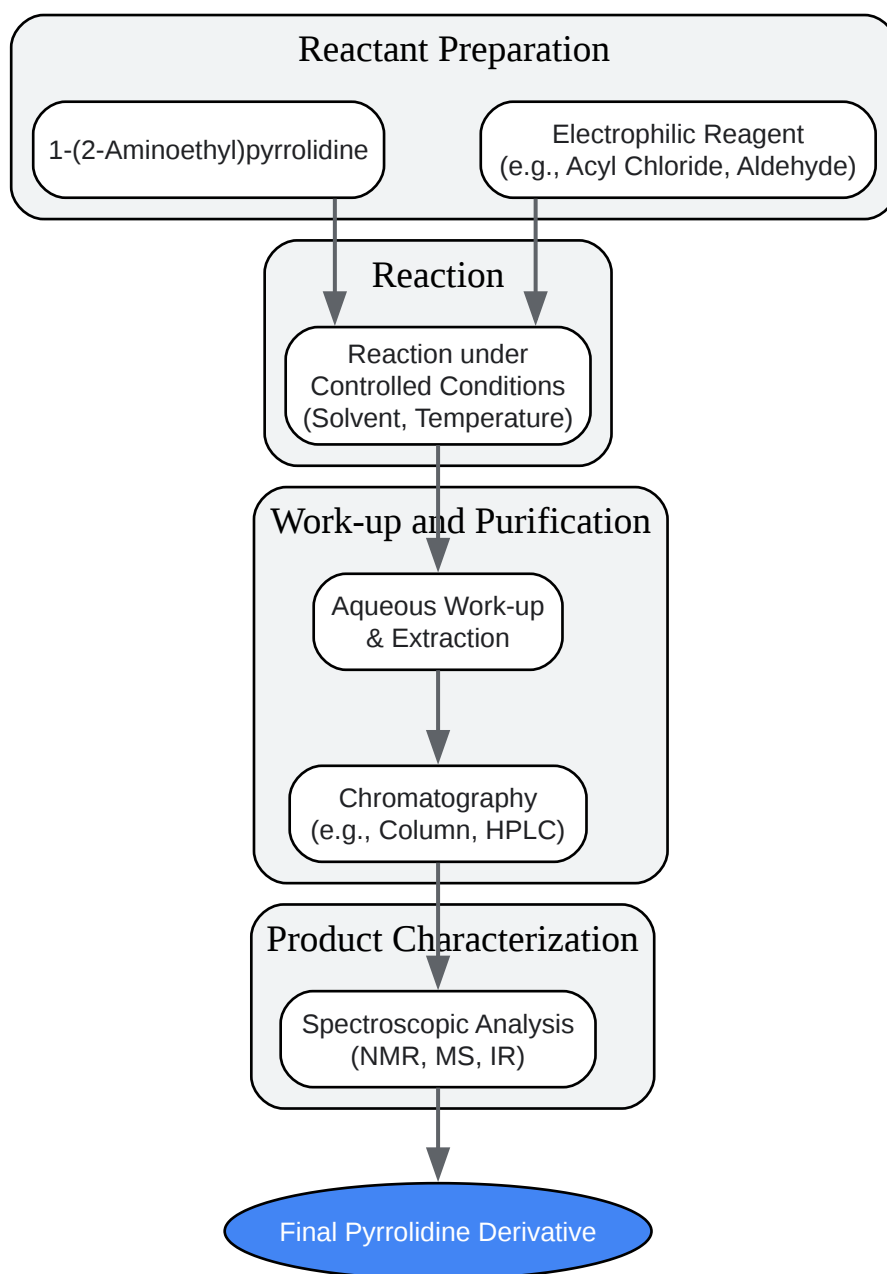 Reactant Preparation
1-(2-Aminoethyl)pyrrolidine
Electrophilic Reagent
(e.g., Acyl Chloride, Aldehyde)
Reaction
Reaction under
Controlled Conditions
(Solvent, Temperature)
Work-up and Purification
Aqueous Work-up
& Extraction
Chromatography
(e.g., Column, HPLC)
Product Characterization
Spectroscopic Analysis
(NMR, MS, IR)
Final Pyrrolidine Derivative